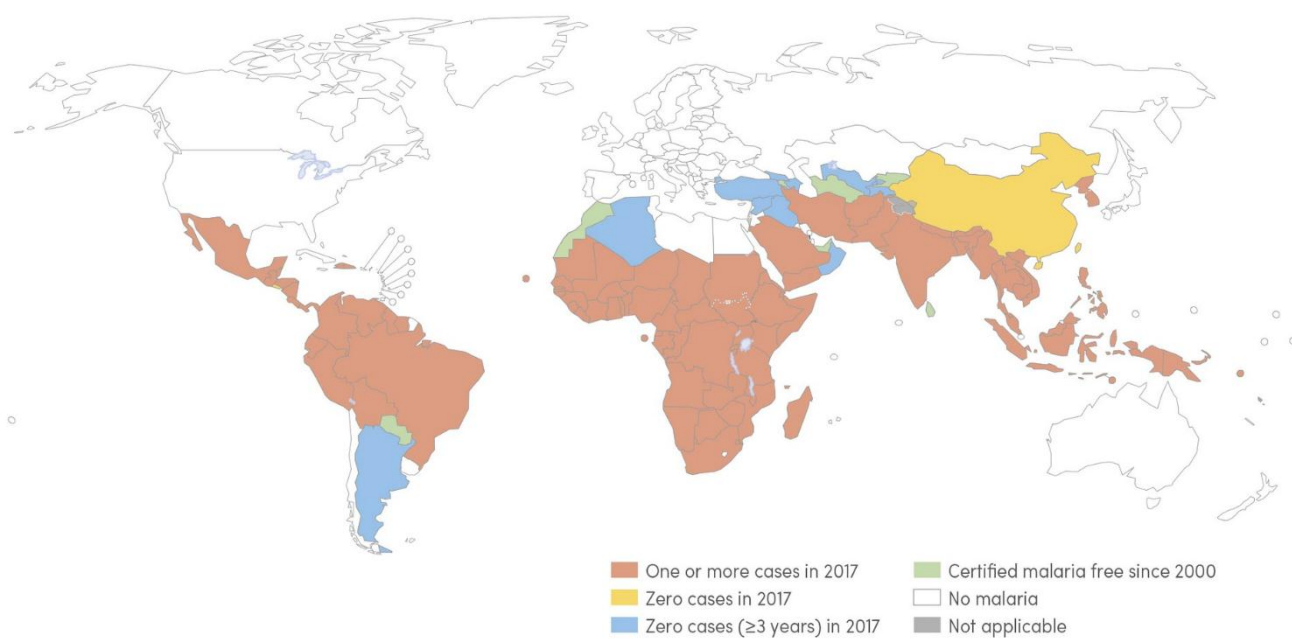 One or more cases in 2017
Zero cases in 2017
Zero cases (≥3 years) in 2017
Certified malaria free since 2000
No malaria
Not applicable